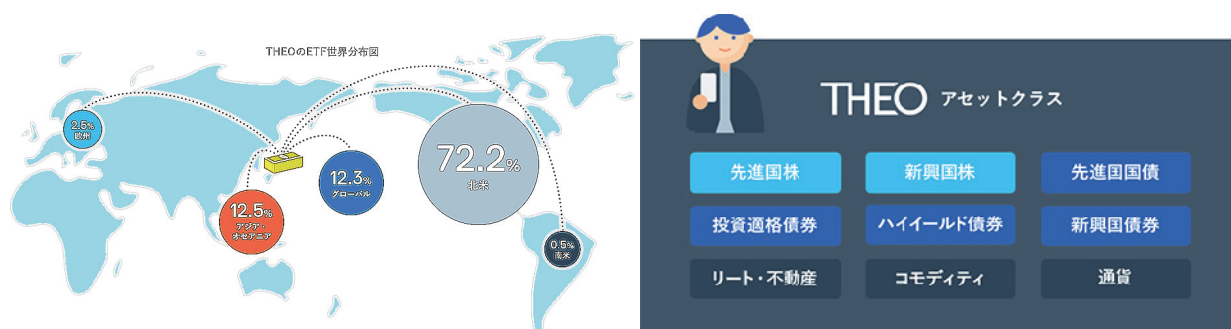 THEOのETF世界分布図
2.5%
欧州
72.2%
北米
12.3%
グローバル
12.5%
アジア・
オセアニア
0.5%
南米
THEO アセットクラス
先進国株
新興国株
先進国国債
投資適格債券
ハイイールド債券
新興国債券
リート・不動産
コモディティ
通貨